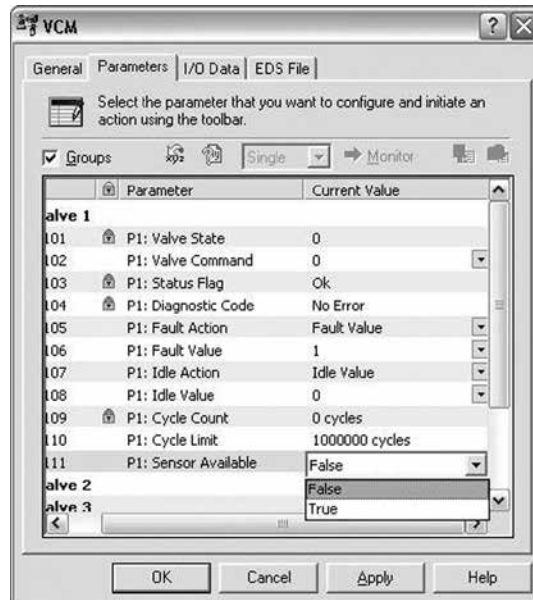 VCM
General Parameters I/O Data EDS File
Select the parameter that you want to configure and initiate an
action using the toolbar.
Groups Single Monitor
Parameter Current Value
alve 1
101 P1: Valve State 0
102 P1: Valve Command 0
103 P1: Status Flag Ok
104 P1: Diagnostic Code No Error
105 P1: Fault Action Fault Value
106 P1: Fault Value 1
107 P1: Idle Action Idle Value
108 P1: Idle Value 0
109 P1: Cycle Count 0 cycles
110 P1: Cycle Limit 1000000 cycles
111 P1: Sensor Available False
alve 2 False
alve 3 True
OK Cancel Apply Help